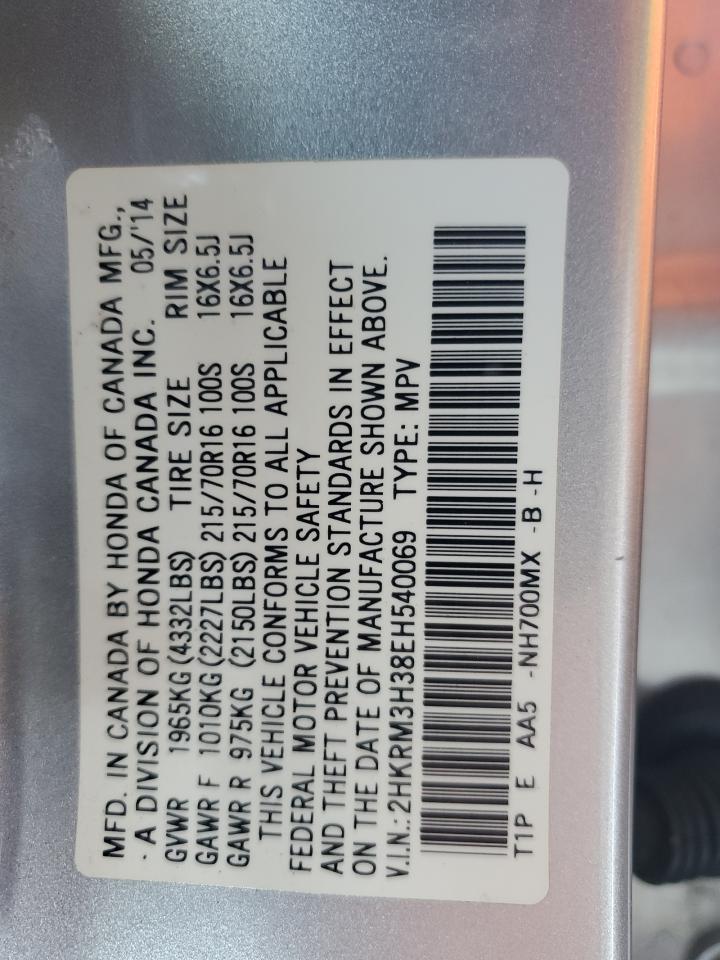 MFD. IN CANADA BY HONDA OF CANADA MFG.,
- A DIVISION OF HONDA CANADA INC. 05/'14
GVWR 1965KG(4332LBS) TIRE SIZE RIM SIZE
GAWR F 1010KG(2227LBS) 215/70R16 100S 16X6.5J
GAWR R 975KG (2150LBS) 215/70R16 100S 16X6.5J
THIS VEHICLE CONFORMS TO ALL APPLICABLE
FEDERAL MOTOR VEHICLE SAFETY
AND THEFT PREVENTION STANDARDS IN EFFECT
ON THE DATE OF MANUFACTURE SHOWN ABOVE.
V.I.N.: 2HKRM3H38EH540069 TYPE: MPV
T1P E AA5 -NH700MX -B -H